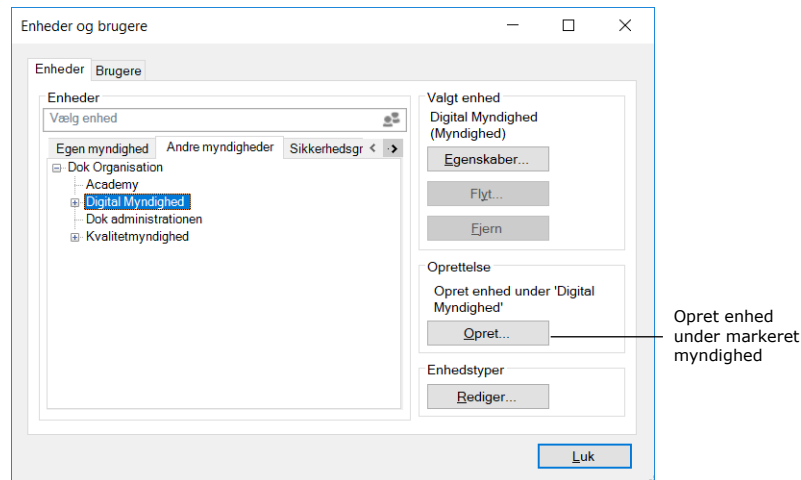 Enheder og brugere
Enheder
Brugere
Enheder
Vælg enhed
Egen myndighed
Andre myndigheder
Sikkerhedsgr
Dok Organisation
Academy
Digital Myndighed
Dok administrationen
Kvalitetmyndighed
Valgt enhed
Digital Myndighed
(Myndighed)
Egenskaber...
Flyt...
Fjern
Oprettelse
Opret enhed under 'Digital
Myndighed'
Opret...
Enhedstyper
Rediger...
Luk
Opret enhed
under markeret
myndighed